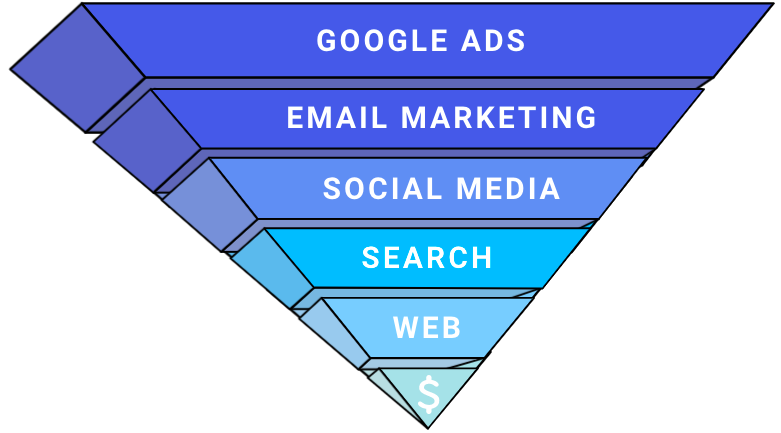 GOOGLE ADS
EMAIL MARKETING
SOCIAL MEDIA
SEARCH
WEB
$